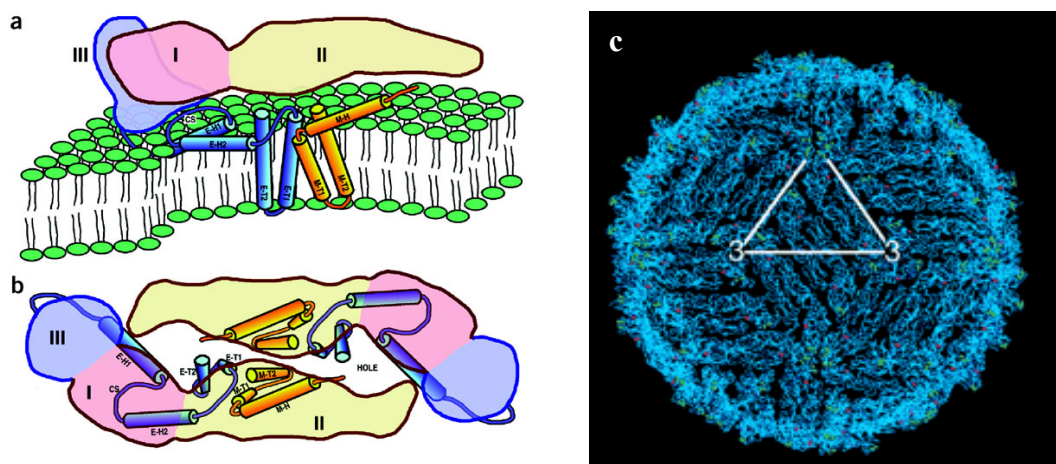 a
III
I
II
CS
E-H1
E-H2
E-T2
E-T1
M-H
M-T1
M-T2
b
III
E-H1
I
CS
E-H2
E-T2
E-T1
M-T1
M-T2
M-H
II
HOLE
c
3 3